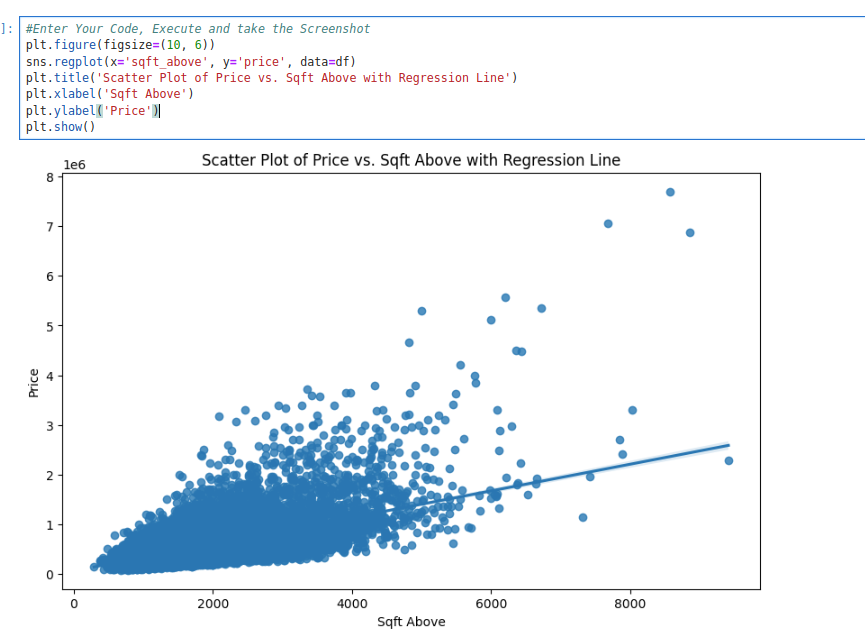 ]: #Enter Your Code, Execute and take the Screenshot
plt.figure(figsize=(10, 6))
sns.regplot(x='sqft_above', y='price', data=df)
plt.title('Scatter Plot of Price vs. Sqft Above with Regression Line')
plt.xlabel('Sqft Above')
plt.ylabel('Price')
plt.show()
Scatter Plot of Price vs. Sqft Above with Regression Line
1e6
8
7
6
5
4
3
2
1
0
Price
0 2000 4000 6000 8000
Sqft Above